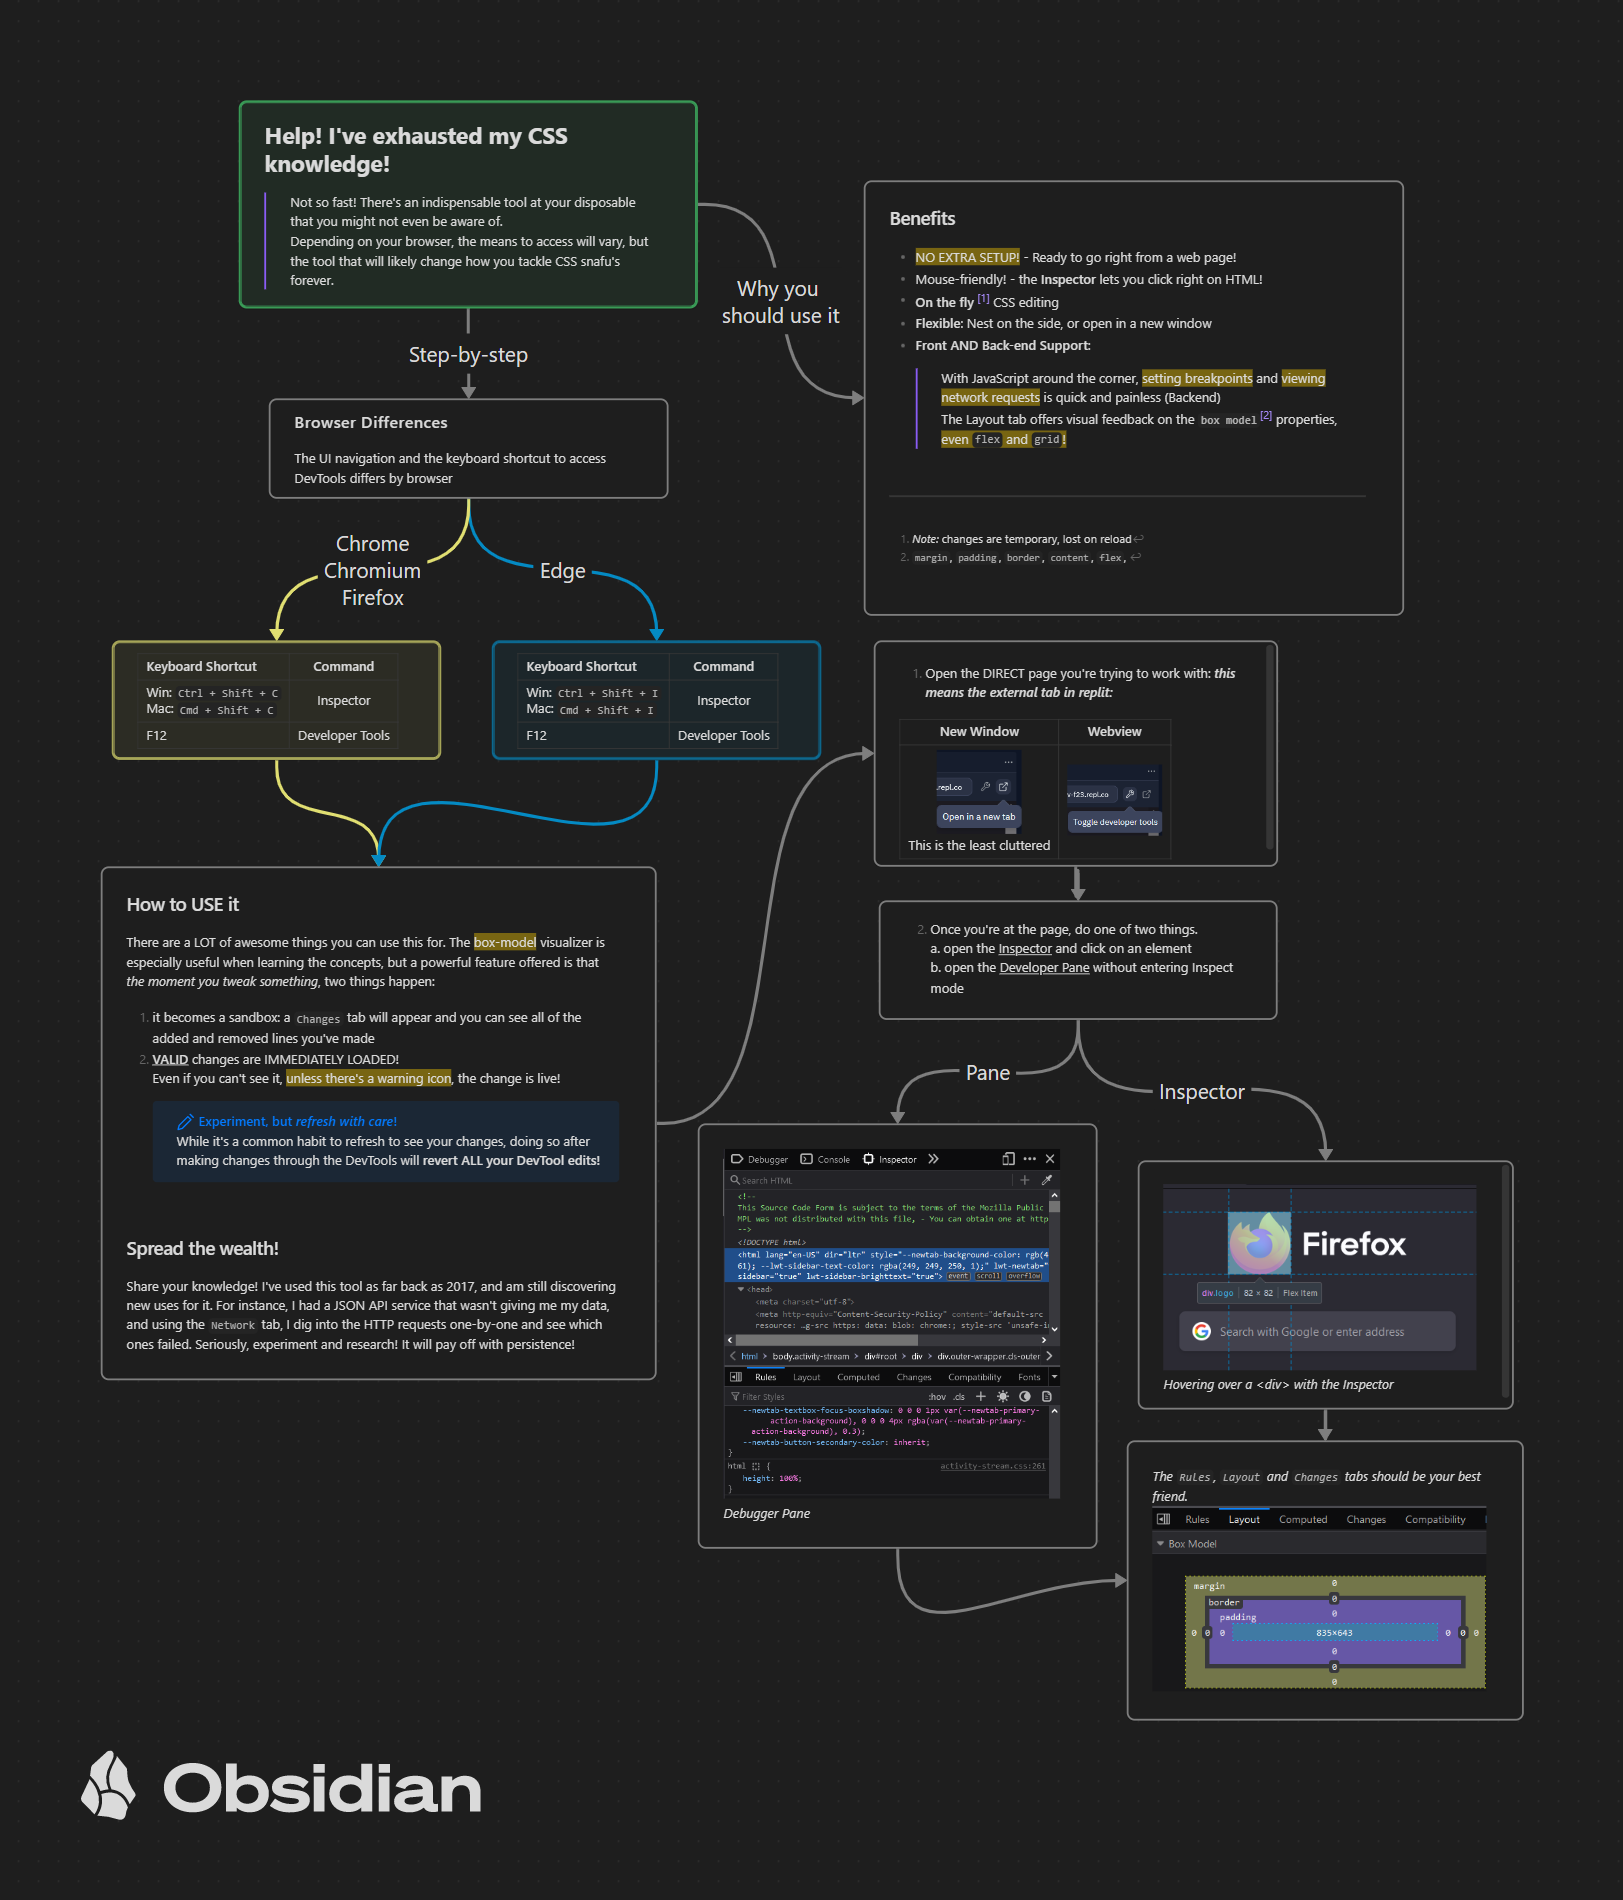 Help! I've exhausted my CSS
knowledge!
Not so fast! There's an indispensable tool at your disposable
that you might not even be aware of.
Depending on your browser, the means to access will vary, but
the tool that will likely change how you tackle CSS snafu's
forever.
Why you
should use it
Benefits
NO EXTRA SETUP! - Ready to go right from a web page!
Mouse-friendly! - the Inspector lets you click right on HTML!
On the fly [1] CSS editing
Flexible: Nest on the side, or open in a new window
Front AND Back-end Support:
With JavaScript around the corner, setting breakpoints and viewing
network requests is quick and painless (Backend)
The Layout tab offers visual feedback on the box model [2] properties,
even flex and grid!
1. Note: changes are temporary, lost on reload↩
2. margin, padding, border, content, flex, ↩
Step-by-step
Browser Differences
The UI navigation and the keyboard shortcut to access
DevTools differs by browser
Chrome
Chromium
Firefox
Edge
Keyboard Shortcut Command
Win: Ctrl + Shift + C
Mac: Cmd + Shift + C
Inspector
F12 Developer Tools
Keyboard Shortcut Command
Win: Ctrl + Shift + I
Mac: Cmd + Shift + I
Inspector
F12 Developer Tools
How to USE it
There are a LOT of awesome things you can use this for. The box-model visualizer is
especially useful when learning the concepts, but a powerful feature offered is that
the moment you tweak something, two things happen:
1. it becomes a sandbox: a Changes tab will appear and you can see all of the
added and removed lines you've made
2. VALID changes are IMMEDIATELY LOADED!
Even if you can't see it, unless there's a warning icon, the change is live!
Experiment, but refresh with care!
While it's a common habit to refresh to see your changes, doing so after
making changes through the DevTools will revert ALL your DevTool edits!
Spread the wealth!
Share your knowledge! I've used this tool as far back as 2017, and am still discovering
new uses for it. For instance, I had a JSON API service that wasn't giving me my data,
and using the Network tab, I dig into the HTTP requests one-by-one and see which
ones failed. Seriously, experiment and research! It will pay off with persistence!
1. Open the DIRECT page you're trying to work with: this
means the external tab in replit:
New Window Webview
.repl.co
Open in a new tab
This is the least cluttered
v-f23.repl.co
Toggle developer tools
2. Once you're at the page, do one of two things.
a. open the Inspector and click on an element
b. open the Developer Pane without entering Inspect
mode
Pane
Inspector
Debugger Console Inspector
Search HTML
<!--
This Source Code Form is subject to the terms of the Mozilla Public
MPL was not distributed with this file, - You can obtain one at http
-->
<!DOCTYPE html>
<html lang="en-US" dir="ltr" style="--newtab-background-color: rgb(4
61); --lwt-sidebar-text-color: rgba(249, 249, 250, 1);" lwt-newtab="
sidebar="true" lwt-sidebar-brighttext="true"> event scroll overflow
<head>
<meta charset="utf-8">
<meta http-equiv="Content-Security-Policy" content="default-src
resource: …g-src https: data: blob: chrome:; style-src 'unsafe-i
html > body.activity-stream > div#root > div > div.outer-wrapper.ds-outer
Rules Layout Computed Changes Compatibility Fonts
Filter Styles :hov .cls
--newtab-textbox-focus-boxshadow: 0 0 0 1px var(--newtab-primary-
action-background), 0 0 0 4px rgba(var(--newtab-primary-
action-background), 0.3);
--newtab-button-secondary-color: inherit;
}
html {
activity-stream.css:261
height: 100%;
}
Debugger Pane
Firefox
div.logo 82 × 82 Flex Item
Search with Google or enter address
Hovering over a <div> with the Inspector
The Rules, Layout and Changes tabs should be your best
friend.
Rules Layout Computed Changes Compatibility
Box Model
margin 0
border 0
padding 0
0 0 0 835×643 0 0 0
0
0
0
Obsidian